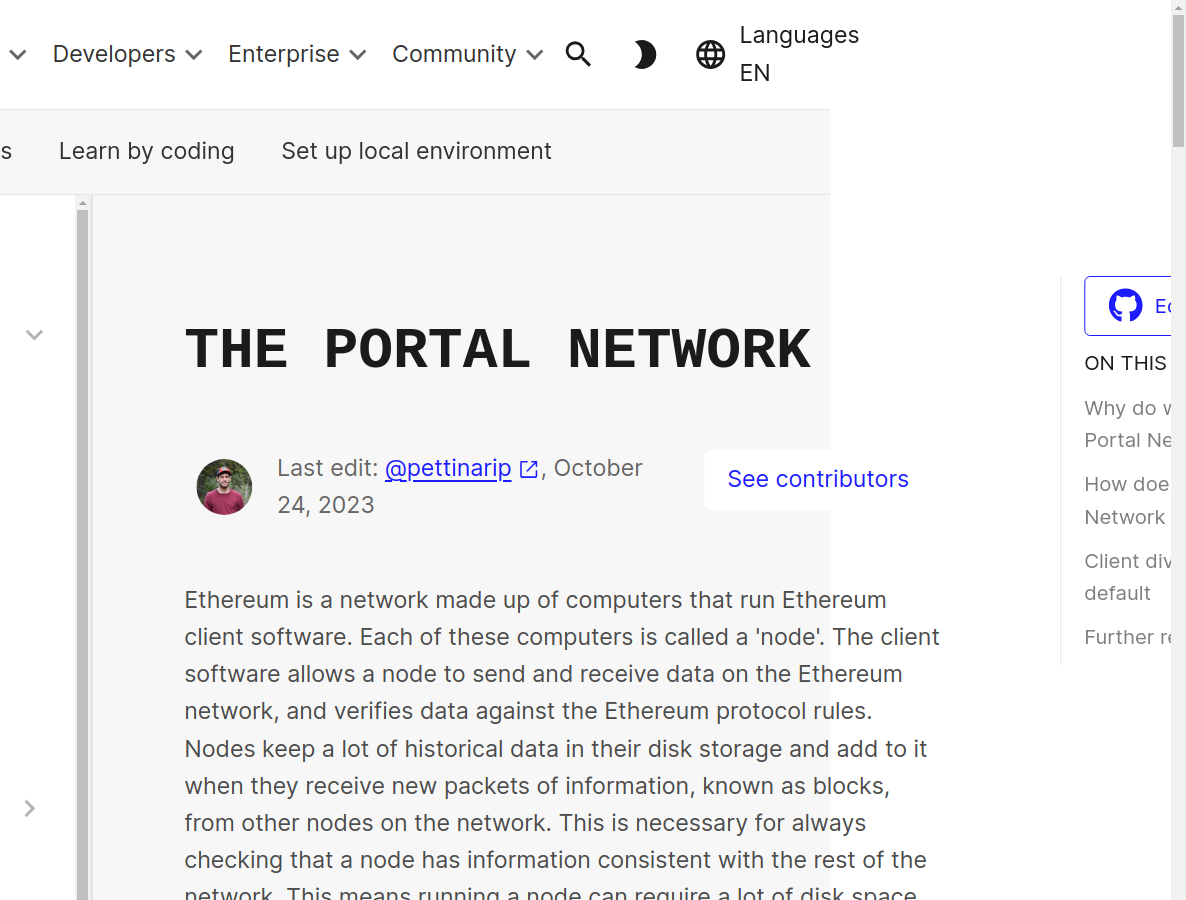 Developers
Enterprise
Community
Languages
EN
s
Learn by coding
Set up local environment
THE PORTAL NETWORK
Last edit: @pettinarip, October
24, 2023
See contributors
Ethereum is a network made up of computers that run Ethereum
client software. Each of these computers is called a 'node'. The client
software allows a node to send and receive data on the Ethereum
network, and verifies data against the Ethereum protocol rules.
Nodes keep a lot of historical data in their disk storage and add to it
when they receive new packets of information, known as blocks,
from other nodes on the network. This is necessary for always
checking that a node has information consistent with the rest of the
network. This means running a node can require a lot of disk space.
ON THIS
Why do
Portal
How
Network
Client
default
Further